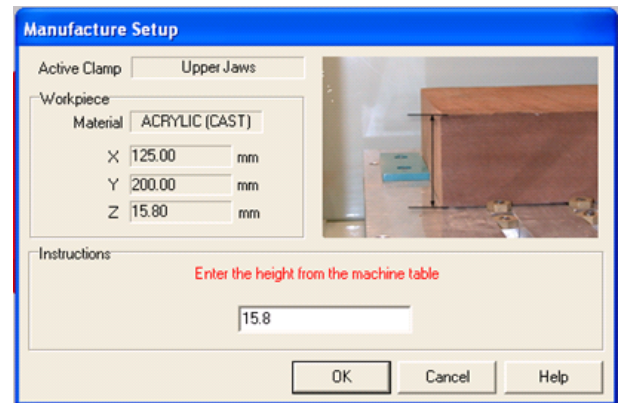 Manufacture Setup
Active Clamp Upper Jaws
Workpiece
Material ACRYLIC (CAST)
X 125.00 mm
Y 200.00 mm
Z 15.80 mm
Instructions
Enter the height from the machine table
15.8
OK Cancel Help